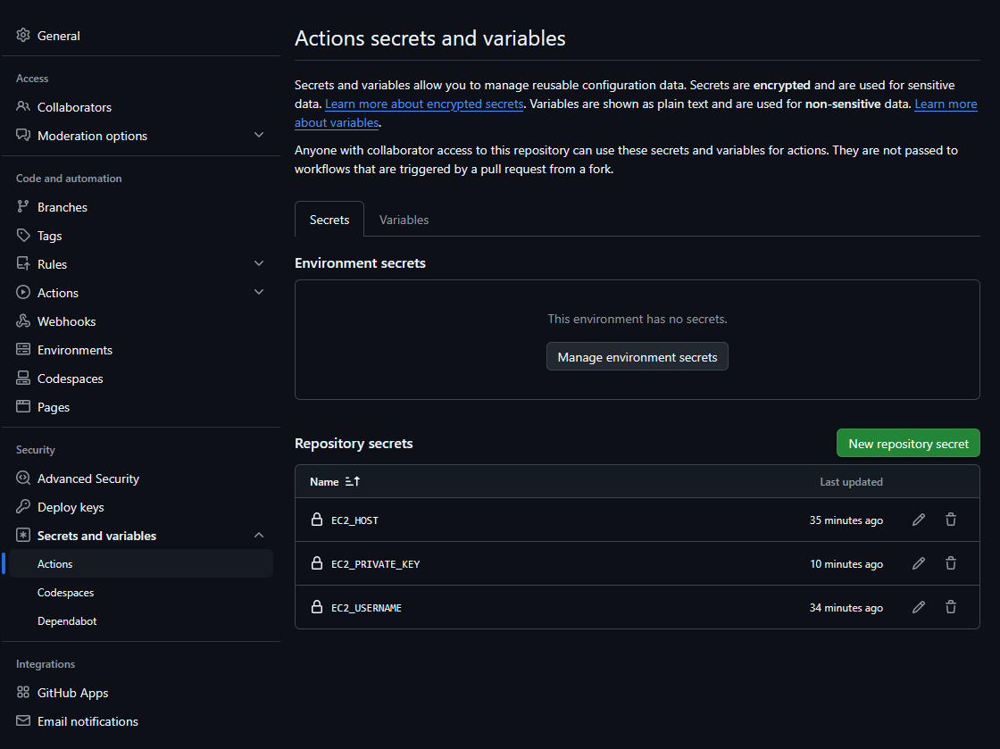 General
Access
Collaborators
Moderation options
Code and automation
Branches
Tags
Rules
Actions
Webhooks
Environments
Codespaces
Pages
Security
Advanced Security
Deploy keys
Secrets and variables
Actions
Codespaces
Dependabot
Integrations
GitHub Apps
Email notifications
Actions secrets and variables
Secrets and variables allow you to manage reusable configuration data. Secrets are encrypted and are used for sensitive
data. Learn more about encrypted secrets. Variables are shown as plain text and are used for non-sensitive data. Learn more
about variables.
Anyone with collaborator access to this repository can use these secrets and variables for actions. They are not passed to
workflows that are triggered by a pull request from a fork.
Secrets Variables
Environment secrets
This environment has no secrets.
Manage environment secrets
Repository secrets New repository secret
Name Last updated
EC2_HOST 35 minutes ago
EC2_PRIVATE_KEY 10 minutes ago
EC2_USERNAME 34 minutes ago